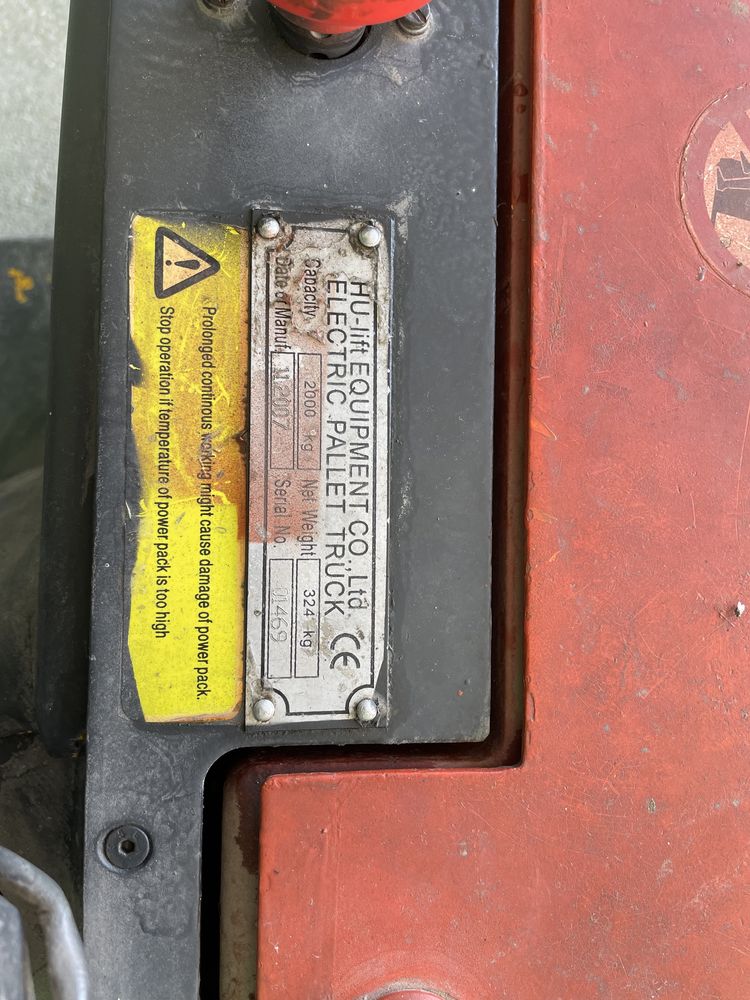 HU-lift EQUIPMENT CO.,Ltd
ELECTRIC PALLET TRUCK CE
Capacity 2000 kg Net Weight 324 kg
Date of Manuf. 11.2007 Serial No. 01469
Prolonged continous working might cause damage of power pack.
Stop operation if temperature of power pack is too high